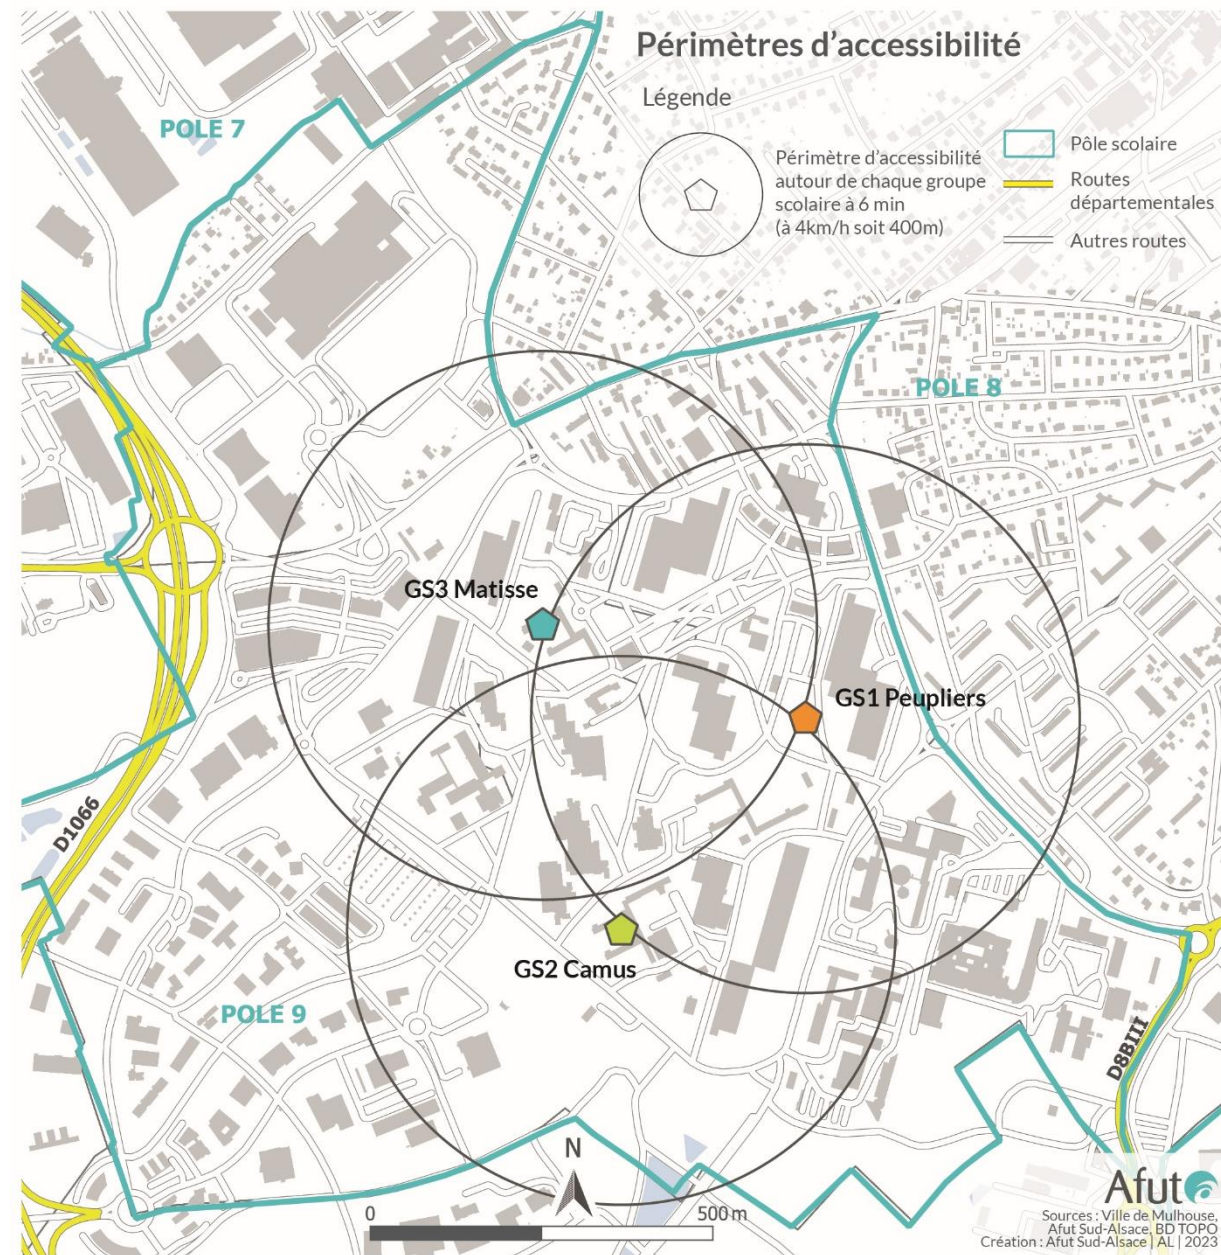 Périmètres d'accessibilité
Légende
Périmètre d'accessibilité
autour de chaque groupe
scolaire à 6 min
(à 4km/h soit 400m)
Pôle scolaire
Routes
départementales
Autres routes
POLE 7
POLE 8
GS3 Matisse
GS1 Peupliers
D1066
GS2 Camus
POLE 9
D8BIII
N
0
500 m
Afut
Sources : Ville de Mulhouse,
Afut Sud-Alsace, BD TOPO
Création : Afut Sud-Alsace | AL | 2023